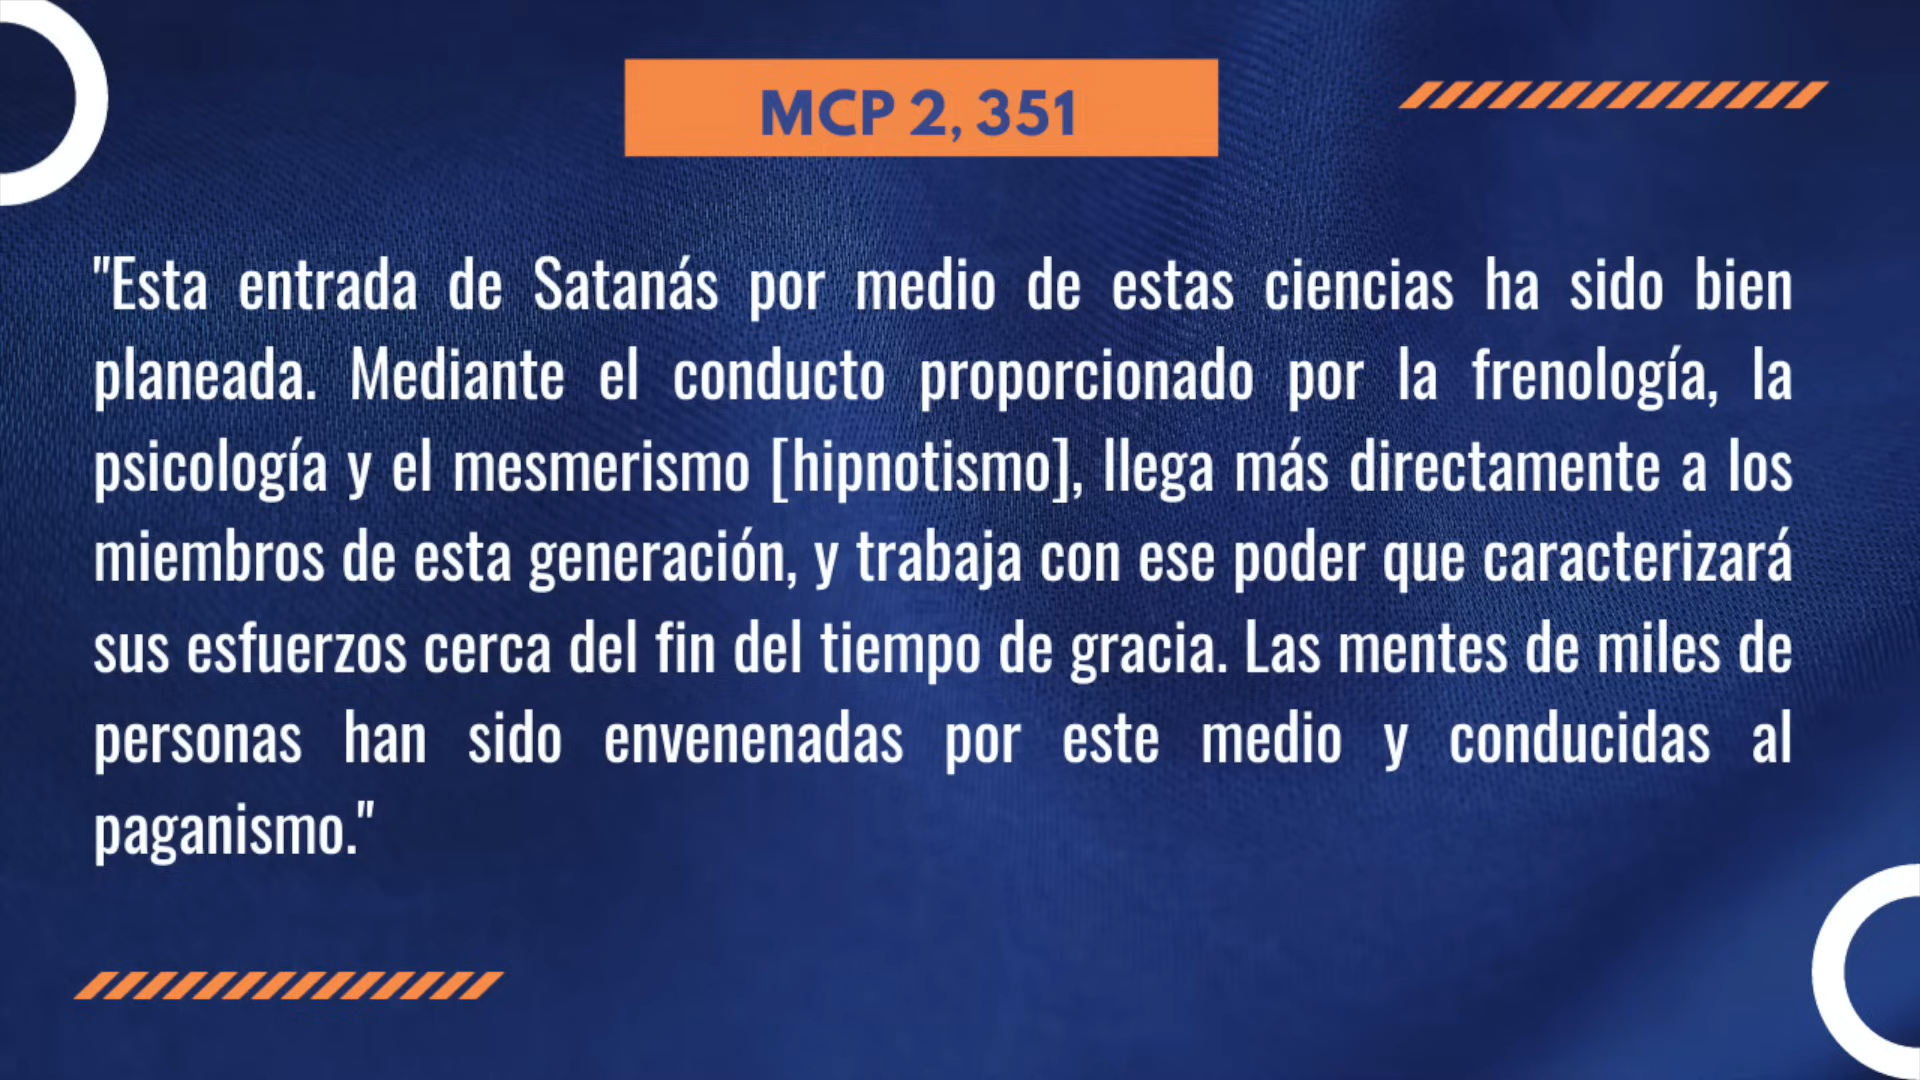 MCP 2, 351
"Esta entrada de Satanás por medio de estas ciencias ha sido bien
planeada. Mediante el conducto proporcionado por la frenología, la
psicología y el mesmerismo [hipnotismo], llega más directamente a los
miembros de esta generación, y trabaja con ese poder que caracterizará
sus esfuerzos cerca del fin del tiempo de gracia. Las mentes de miles de
personas han sido envenenadas por este medio y conducidas al
paganismo."